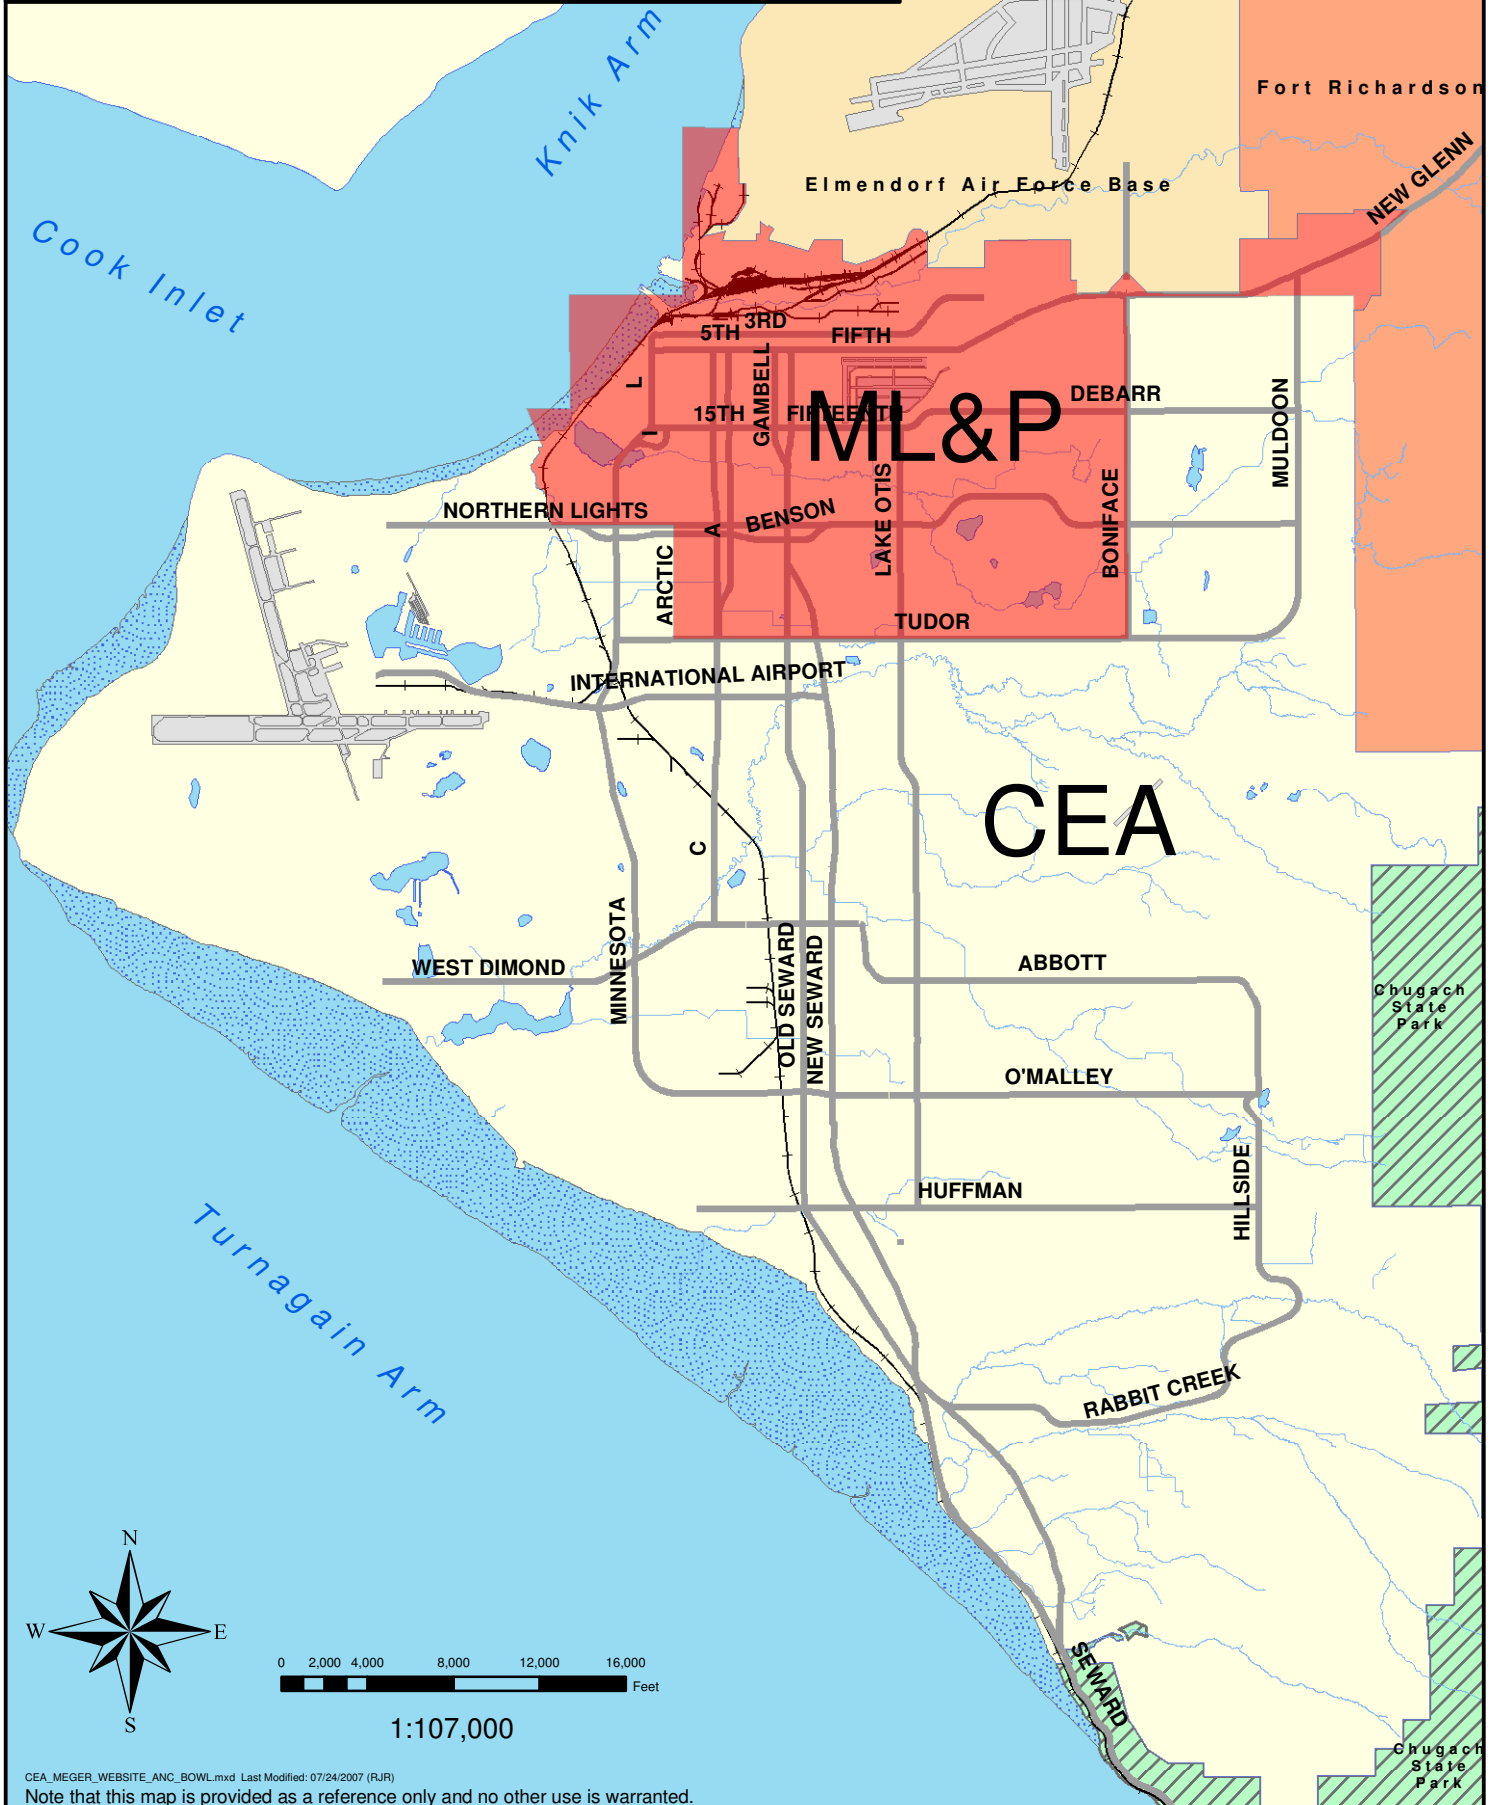 Knik Arm
Fort Richardson
NEW GLENN
Elmendorf Air Force Base
Cook Inlet
3RD
5TH
FIFTH
L
GAMBELL
DEBARR
MULDOON
15TH
FIFTEENTH
ML&P
I
LAKE OTIS
BONIFACE
NORTHERN LIGHTS
A
BENSON
ARCTIC
TUDOR
INTERNATIONAL AIRPORT
CEA
C
MINNESOTA
WEST DIMOND
OLD SEWARD
NEW SEWARD
ABBOTT
Chugach
State
Park
O'MALLEY
HUFFMAN
HILLSIDE
Turnagain Arm
RABBIT CREEK
SEWARD
N
W
E
S
0 2,000 4,000 8,000 12,000 16,000
Feet
1:107,000
Chugach
State
Park
CEA_MEGER_WEBSITE_ANC_BOWL.mxd Last Modified: 07/24/2007 (RJR)
Note that this map is provided as a reference only and no other use is warranted.